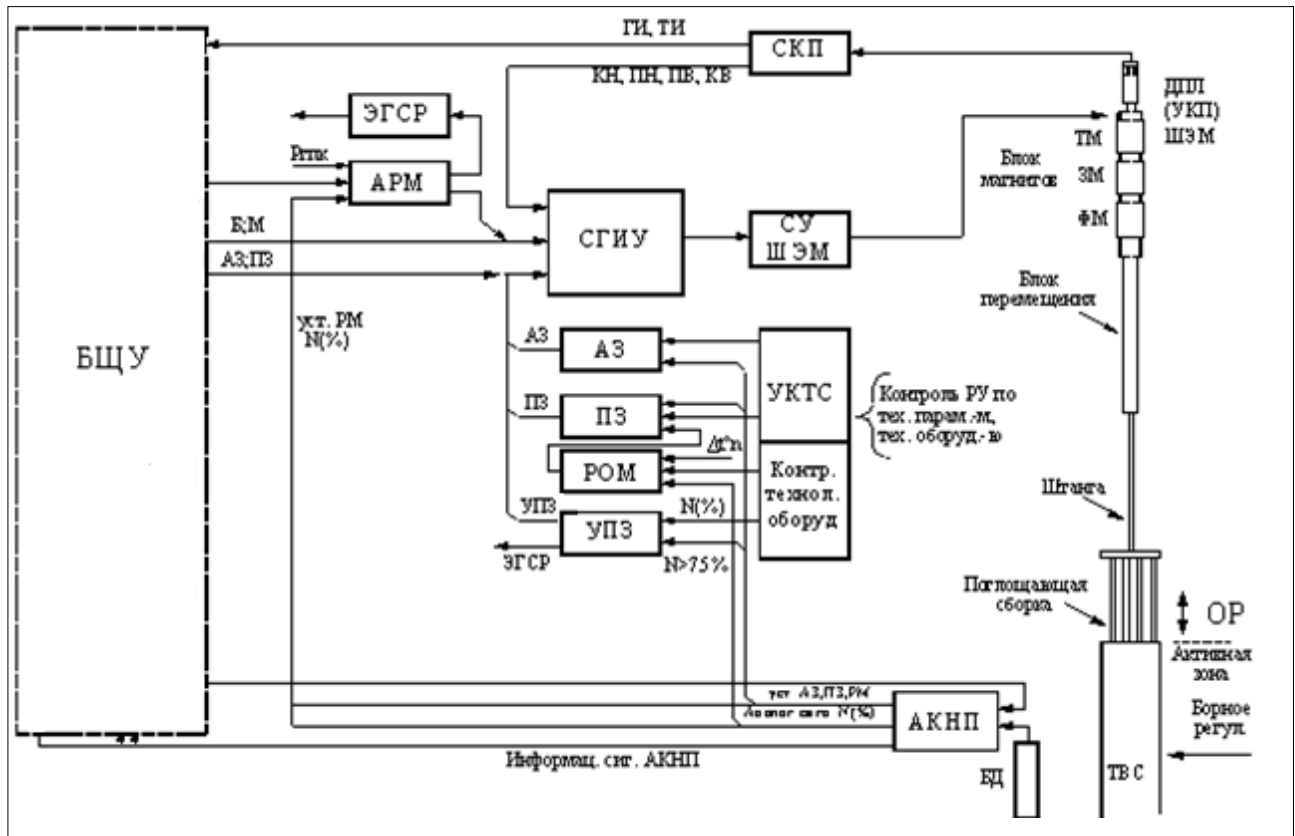 ГИ, ТИ
СКП
КН, ПН, ПВ, КВ
ДПЛ
(УКП)
ШЭМ
ЭГСР
ТМ
Рпк
АРМ
Блок
магнитов
ЗМ
ФМ
Б;М
СГИУ
СУ
ШЭМ
АЗ;ПЗ
Блок
перемещения
уст. РМ
N(%)
БЩУ
АЗ
АЗ
УКТС
ПЗ
ПЗ
Контроль РУ по
тех. парам.-м,
тех. оборуд.-ю
РОМ
Контр.
технол.
оборуд
Штанга
УПЗ
УПЗ
N(%)
ЭГСР
N>75%
Поглощающая
сборка
ОР
Активная
зона
уст АЗ,ПЗ,РМ
N(%)
АКНП
Борное
регул.
Информац. сиг. АКНП
БД
ТВС